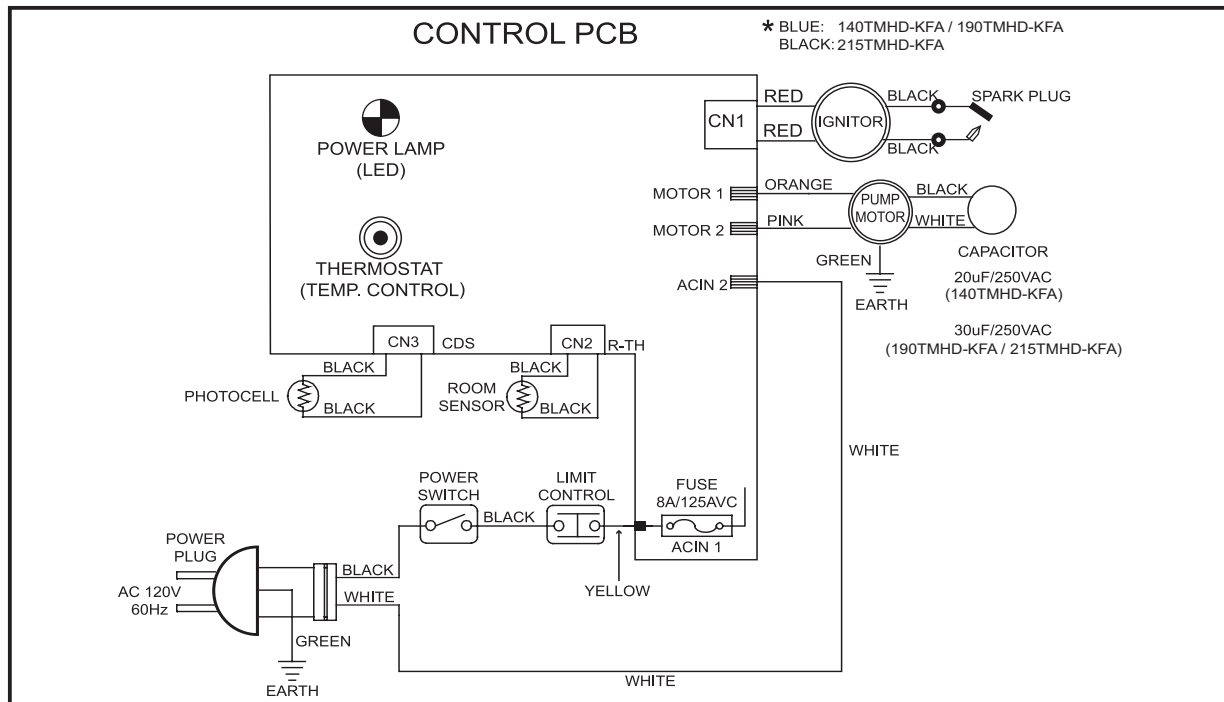 CONTROL PCB
* BLUE: 140TMHD-KFA / 190TMHD-KFA
BLACK: 215TMHD-KFA
POWER LAMP
(LED)
THERMOSTAT
(TEMP. CONTROL)
CN1
RED
RED
IGNITOR
BLACK
BLACK
SPARK PLUG
MOTOR 1
ORANGE
MOTOR 2
PINK
PUMP
MOTOR
BLACK
WHITE
GREEN
EARTH
CAPACITOR
20uF/250VAC
(140TMHD-KFA)
30uF/250VAC
(190TMHD-KFA / 215TMHD-KFA)
ACIN 2
CN3
CDS
CN2
R-TH
BLACK
PHOTOCELL
BLACK
BLACK
ROOM
SENSOR
BLACK
WHITE
POWER
SWITCH
BLACK
LIMIT
CONTROL
FUSE
8A/125AVC
ACIN 1
YELLOW
POWER
PLUG
AC 120V
60Hz
BLACK
WHITE
GREEN
EARTH
WHITE